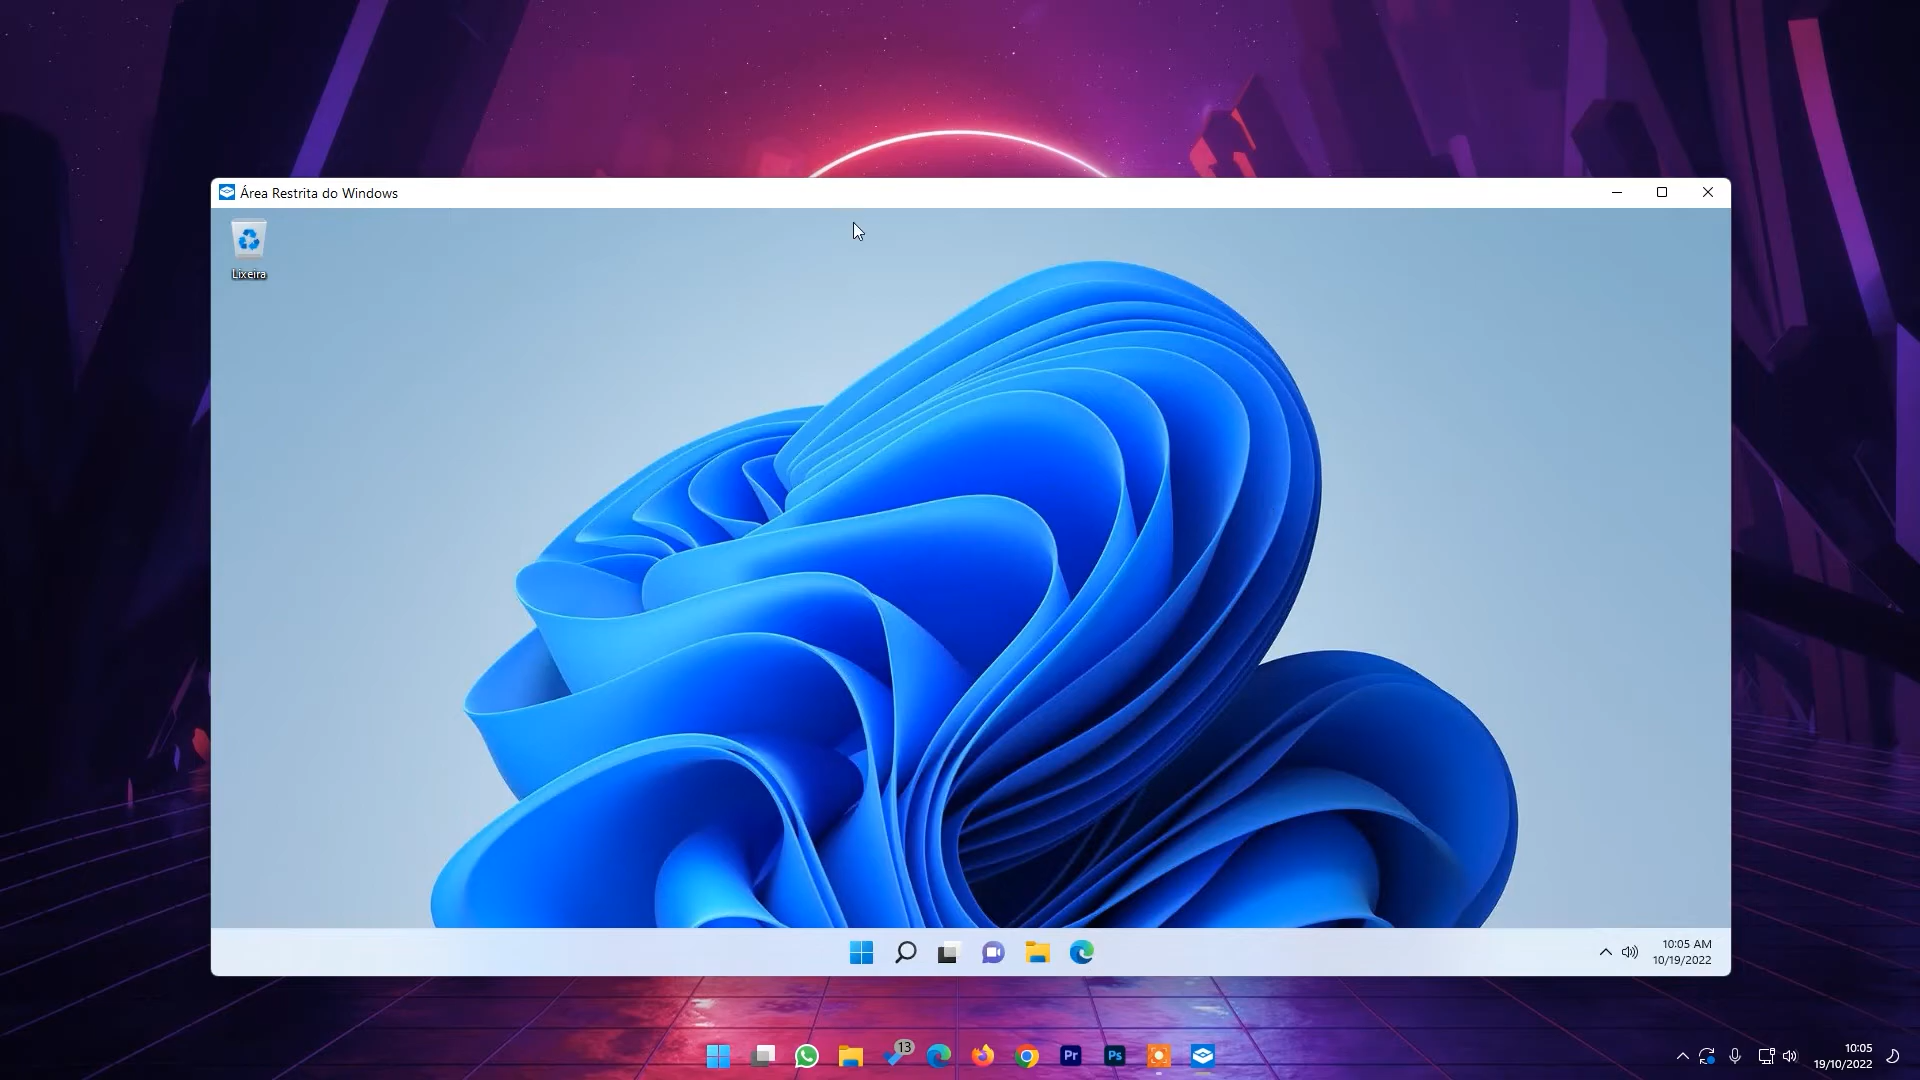 Área Restrita do Windows
Lixeira
10:05 AM
10/19/2022
13
Pr
Ps
10:05
19/10/2022